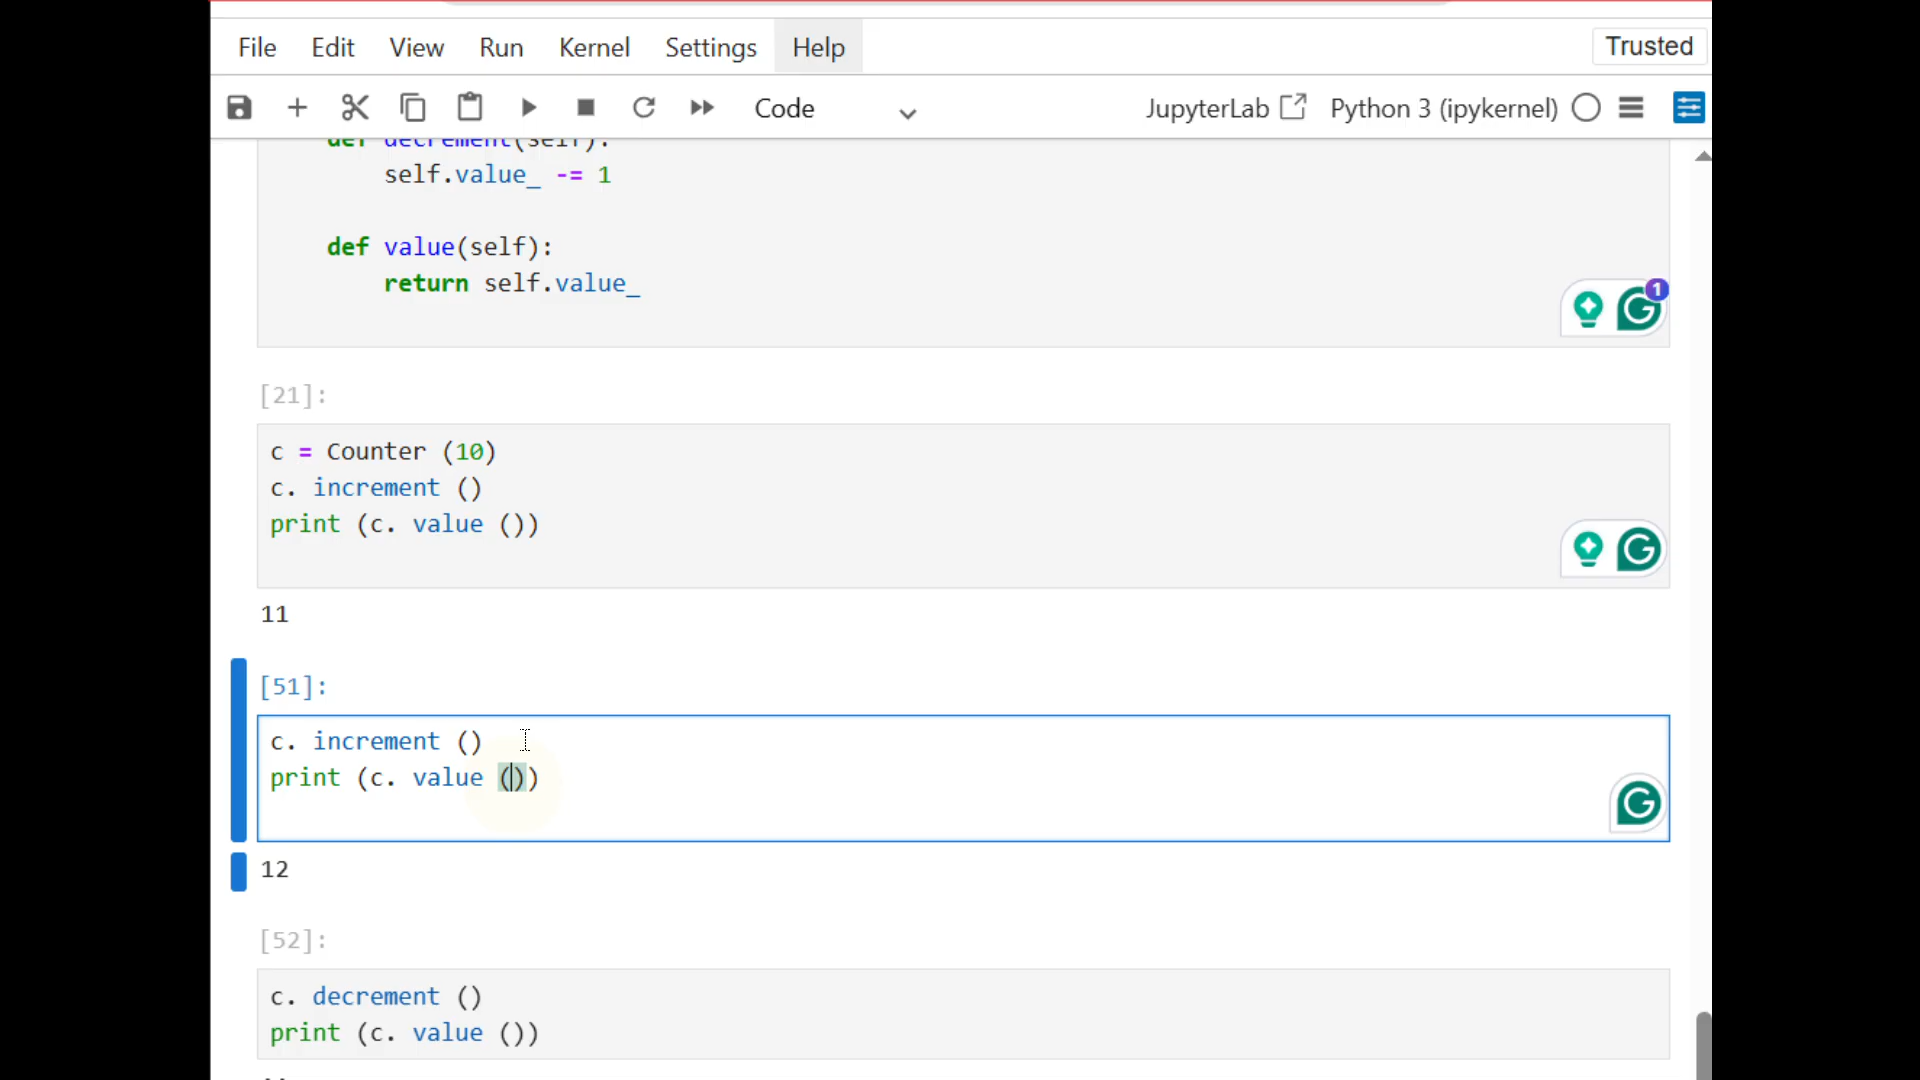 File Edit View Run Kernel Settings Help Trusted
Code JupyterLab Python 3 (ipykernel)
def decrement(self):
self.value_ -= 1
def value(self):
return self.value_
1
[21]:
c = Counter (10)
c. increment ()
print (c. value ())
11
[51]:
c. increment ()
print (c. value ())
12
[52]:
c. decrement ()
print (c. value ())